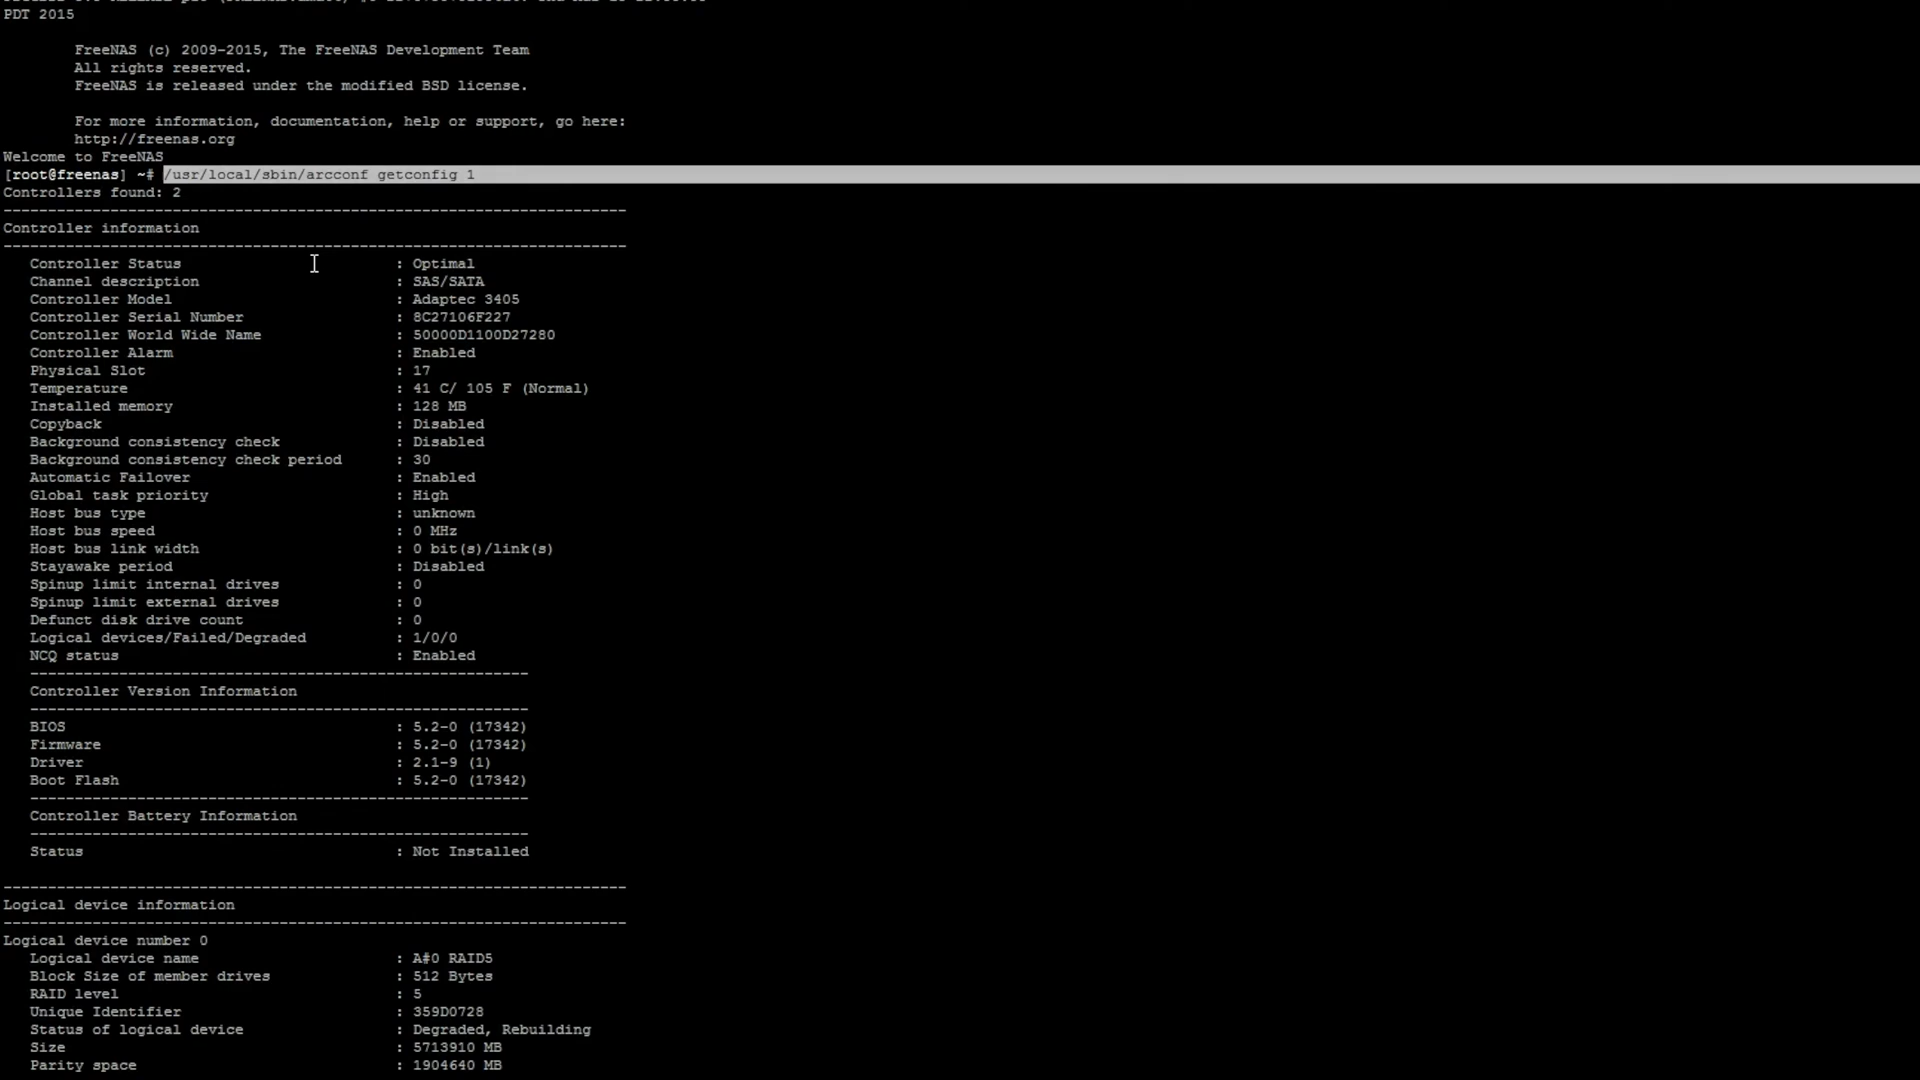 PDT 2015
FreeNAS (c) 2009-2015, The FreeNAS Development Team
All rights reserved.
FreeNAS is released under the modified BSD license.
For more information, documentation, help or support, go here:
http://freenas.org
Welcome to FreeNAS
[root@freenas] ~# /usr/local/sbin/arcconf getconfig 1
Controllers found: 2
----------------------------------------------------------------------
Controller information
----------------------------------------------------------------------
Controller Status : Optimal
Channel description : SAS/SATA
Controller Model : Adaptec 3405
Controller Serial Number : 8C27106F227
Controller World Wide Name : 50000D1100D27280
Controller Alarm : Enabled
Physical Slot : 17
Temperature : 41 C/ 105 F (Normal)
Installed memory : 128 MB
Copyback : Disabled
Background consistency check : Disabled
Background consistency check period : 30
Automatic Failover : Enabled
Global task priority : High
Host bus type : unknown
Host bus speed : 0 MHz
Host bus link width : 0 bit(s)/link(s)
Stayawake period : Disabled
Spinup limit internal drives : 0
Spinup limit external drives : 0
Defunct disk drive count : 0
Logical devices/Failed/Degraded : 1/0/0
NCQ status : Enabled
--------------------------------------------------------
Controller Version Information
--------------------------------------------------------
BIOS : 5.2-0 (17342)
Firmware : 5.2-0 (17342)
Driver : 2.1-9 (1)
Boot Flash : 5.2-0 (17342)
--------------------------------------------------------
Controller Battery Information
--------------------------------------------------------
Status : Not Installed
----------------------------------------------------------------------
Logical device information
----------------------------------------------------------------------
Logical device number 0
Logical device name : A#0 RAID5
Block Size of member drives : 512 Bytes
RAID level : 5
Unique Identifier : 359D0728
Status of logical device : Degraded, Rebuilding
Size : 5713910 MB
Parity space : 1904640 MB